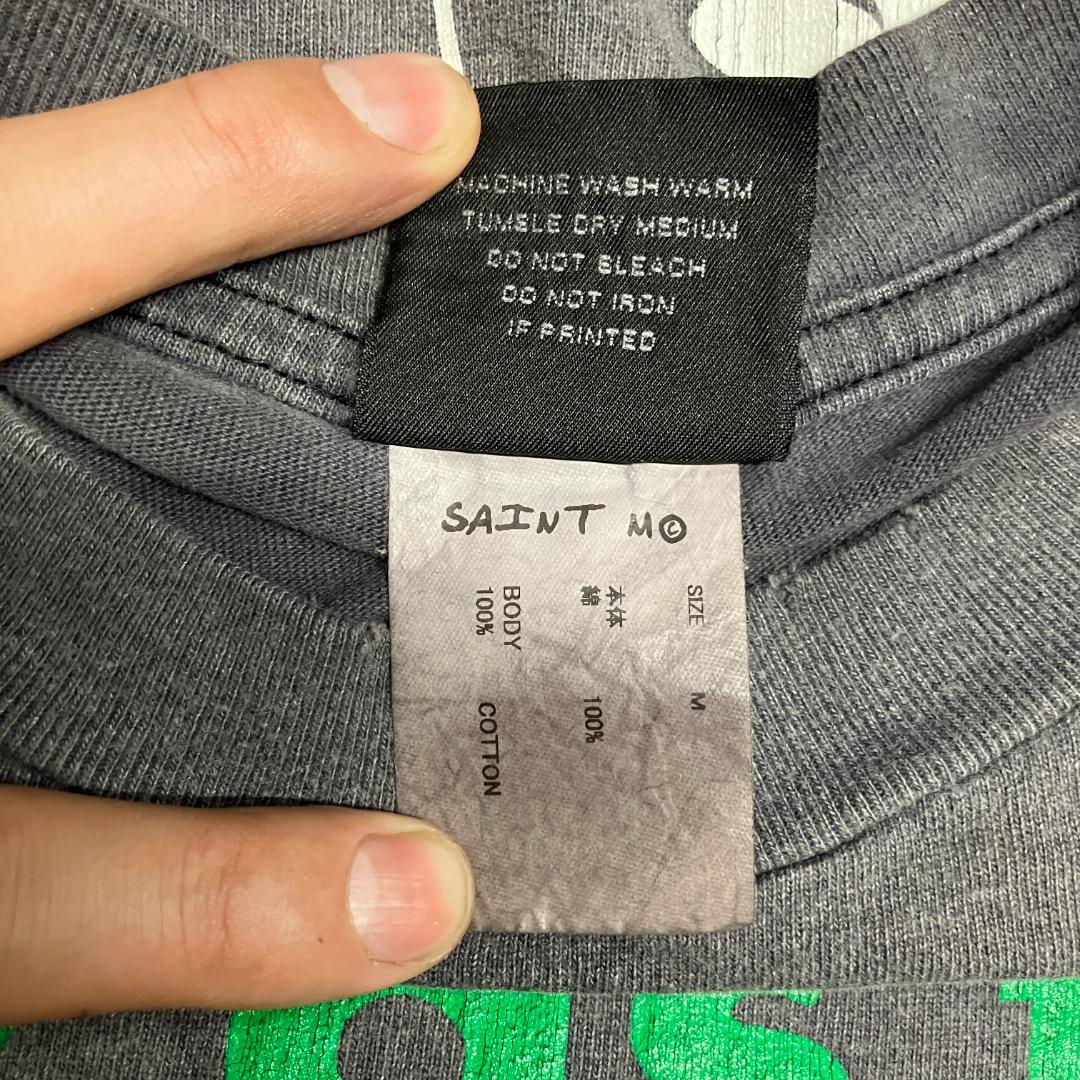 MACHINE WASH WARM
TUMBLE DRY MEDIUM
DO NOT BLEACH
DO NOT IRON
IF PRINTED
SAINT M©
SIZE M
本体
綿 100%
BODY
100% COTTON